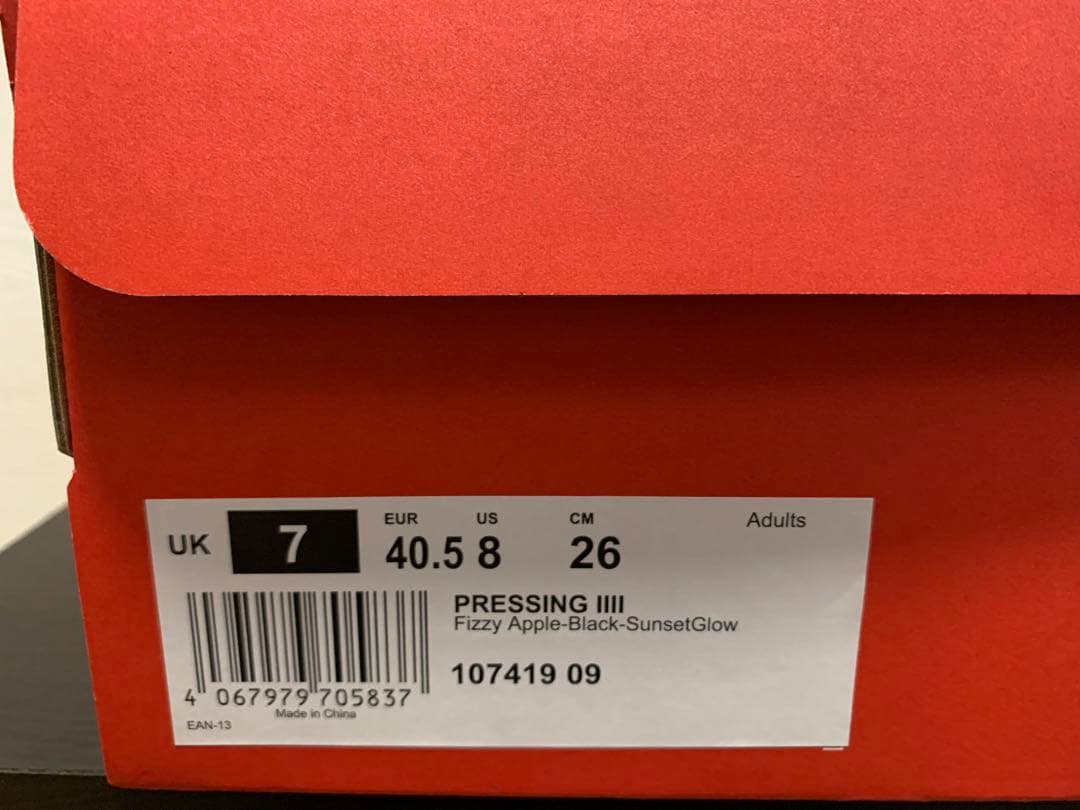 UK 7
EUR US CM Adults
40.5 8 26
PRESSING IIII
Fizzy Apple-Black-SunsetGlow
107419 09
4 067979 705837
Made in China
EAN-13